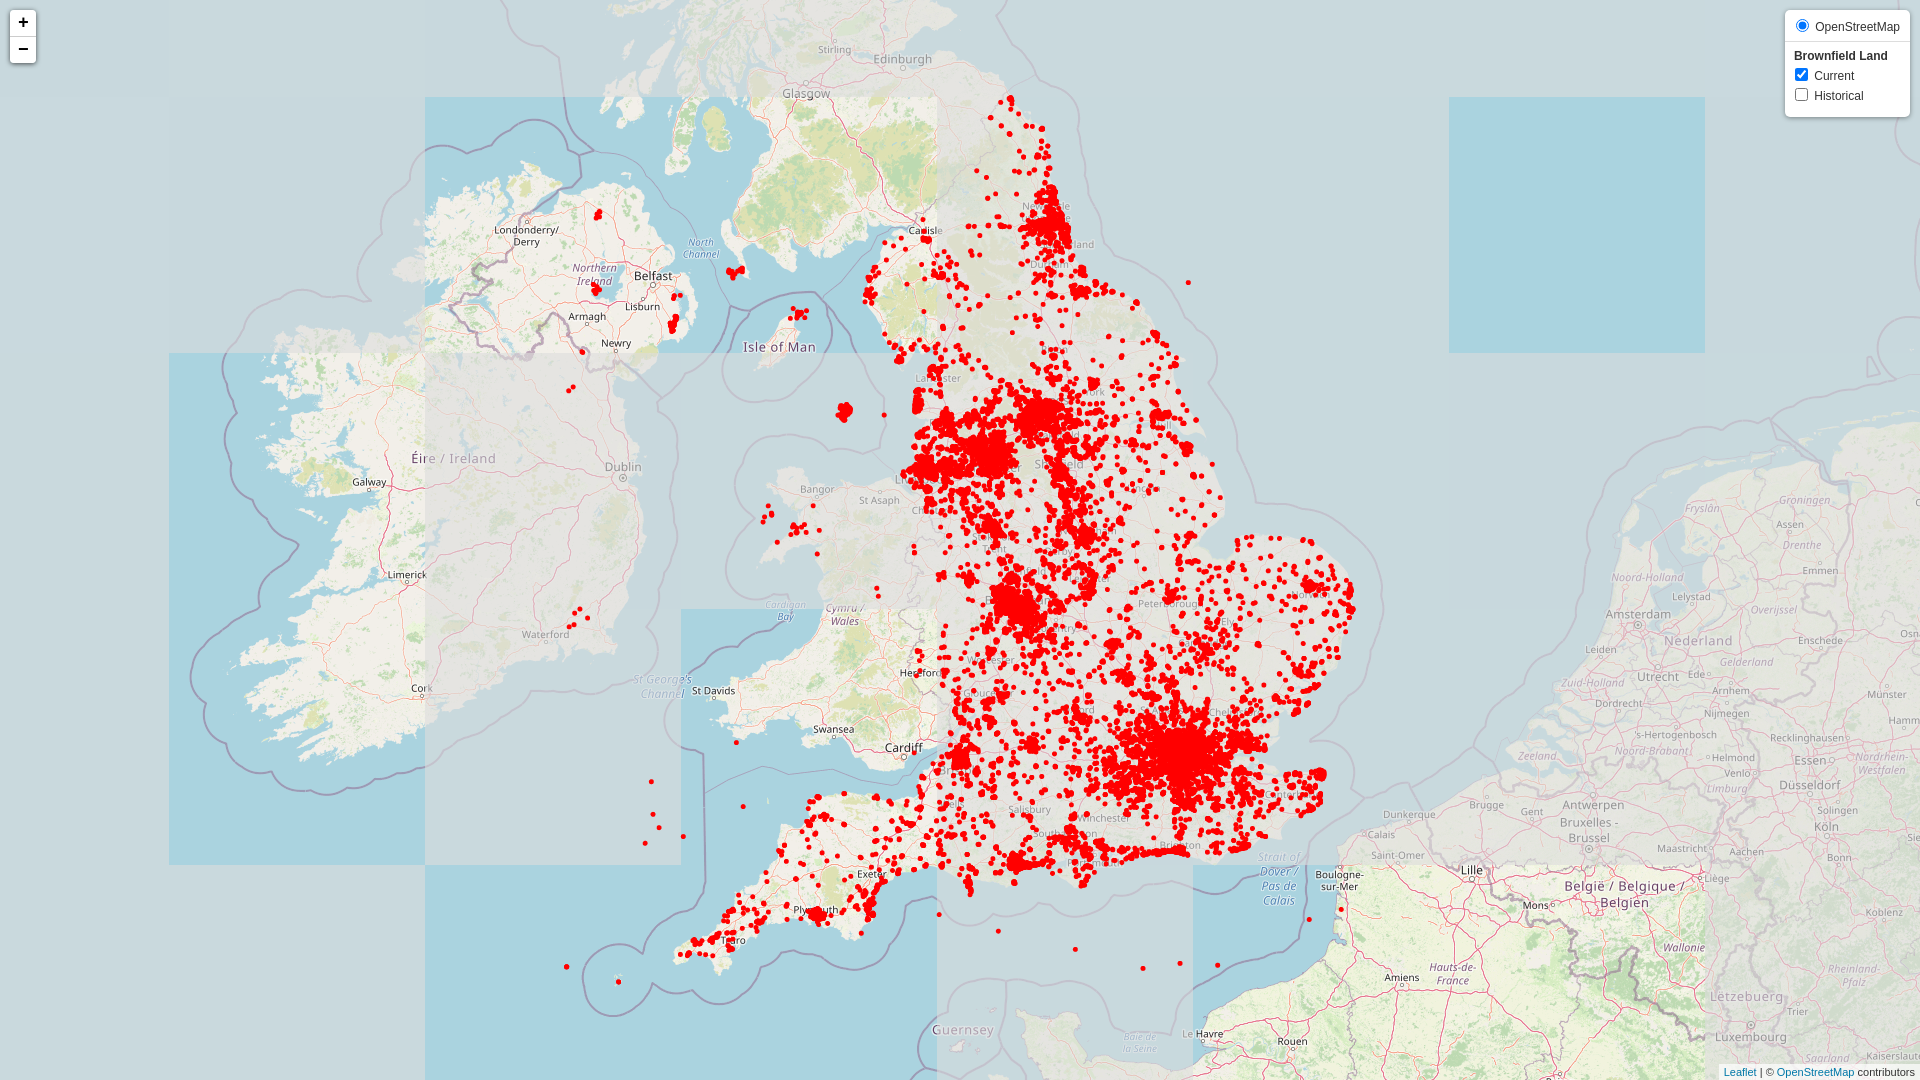 +
−
OpenStreetMap
Brownfield Land
Current
Historical
Stirling
Edinburgh
Glasgow
Londonderry/
Derry
North
Channel
Carlisle
Northern
Ireland
Belfast
Lisburn
Armagh
Newry
Isle of Man
Éire / Ireland
Dublin
Galway
Bangor
St Asaph
Limerick
Cardigan
Bay
Cymru /
Wales
Peterborough
Ely
Waterford
Cork
St George's
Channel
St Davids
Hereford
Worcester
Swansea
Cardiff
Salisbury
Winchester
Southampton
Brighton
Exeter
Plymouth
Truro
Guernsey
Strait of
Dover /
Pas de
Calais
Groningen
Fryslân
Assen
Drenthe
Emmen
Noord-Holland
Lelystad
Overijssel
Amsterdam
Nederland
Enschede
Leiden
Gelderland
Utrecht
Ede
Arnhem
Zuid-Holland
Dordrecht
Nijmegen
Münster
's-Hertogenbosch
Noord-Brabant
Recklinghausen
Zeeland
Helmond
Essen
Venlo
Limburg
Düsseldorf
Nordrhein-
Westfalen
Brugge
Antwerpen
Gent
Solingen
Dunkerque
Bruxelles -
Brussel
Köln
Calais
Saint-Omer
Maastricht
Aachen
Bonn
Boulogne-
sur-Mer
Lille
Liège
België / Belgique /
Belgien
Mons
Koblenz
Wallonie
Amiens
Hauts-de-
France
Rheinland-
Pfalz
Lëtzebuerg
Trier
Luxembourg
Le Havre
Rouen
Baie de
la Seine
Saarland
Kaiserslautern
Leaflet | © OpenStreetMap contributors